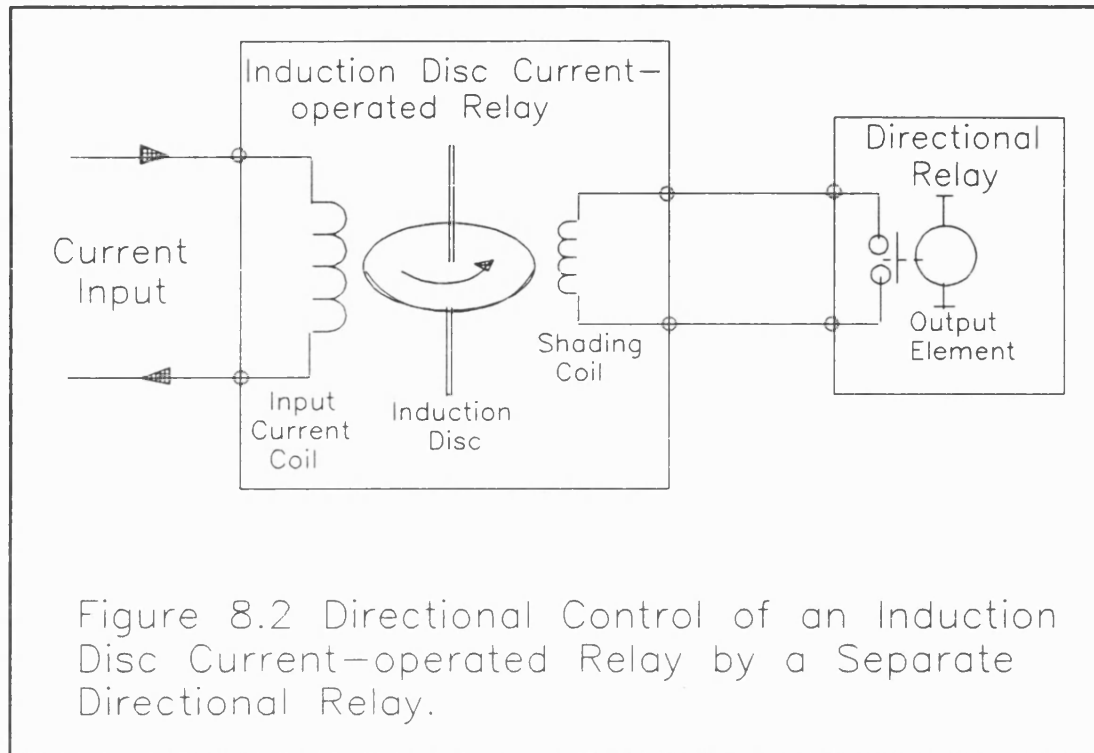 Induction Disc Current-
operated Relay
Directional
Relay
Current
Input
Shading
Coil
Output
Element
Input
Current
Coil
Induction
Disc
Figure 8.2 Directional Control of an Induction
Disc Current-operated Relay by a Separate
Directional Relay.